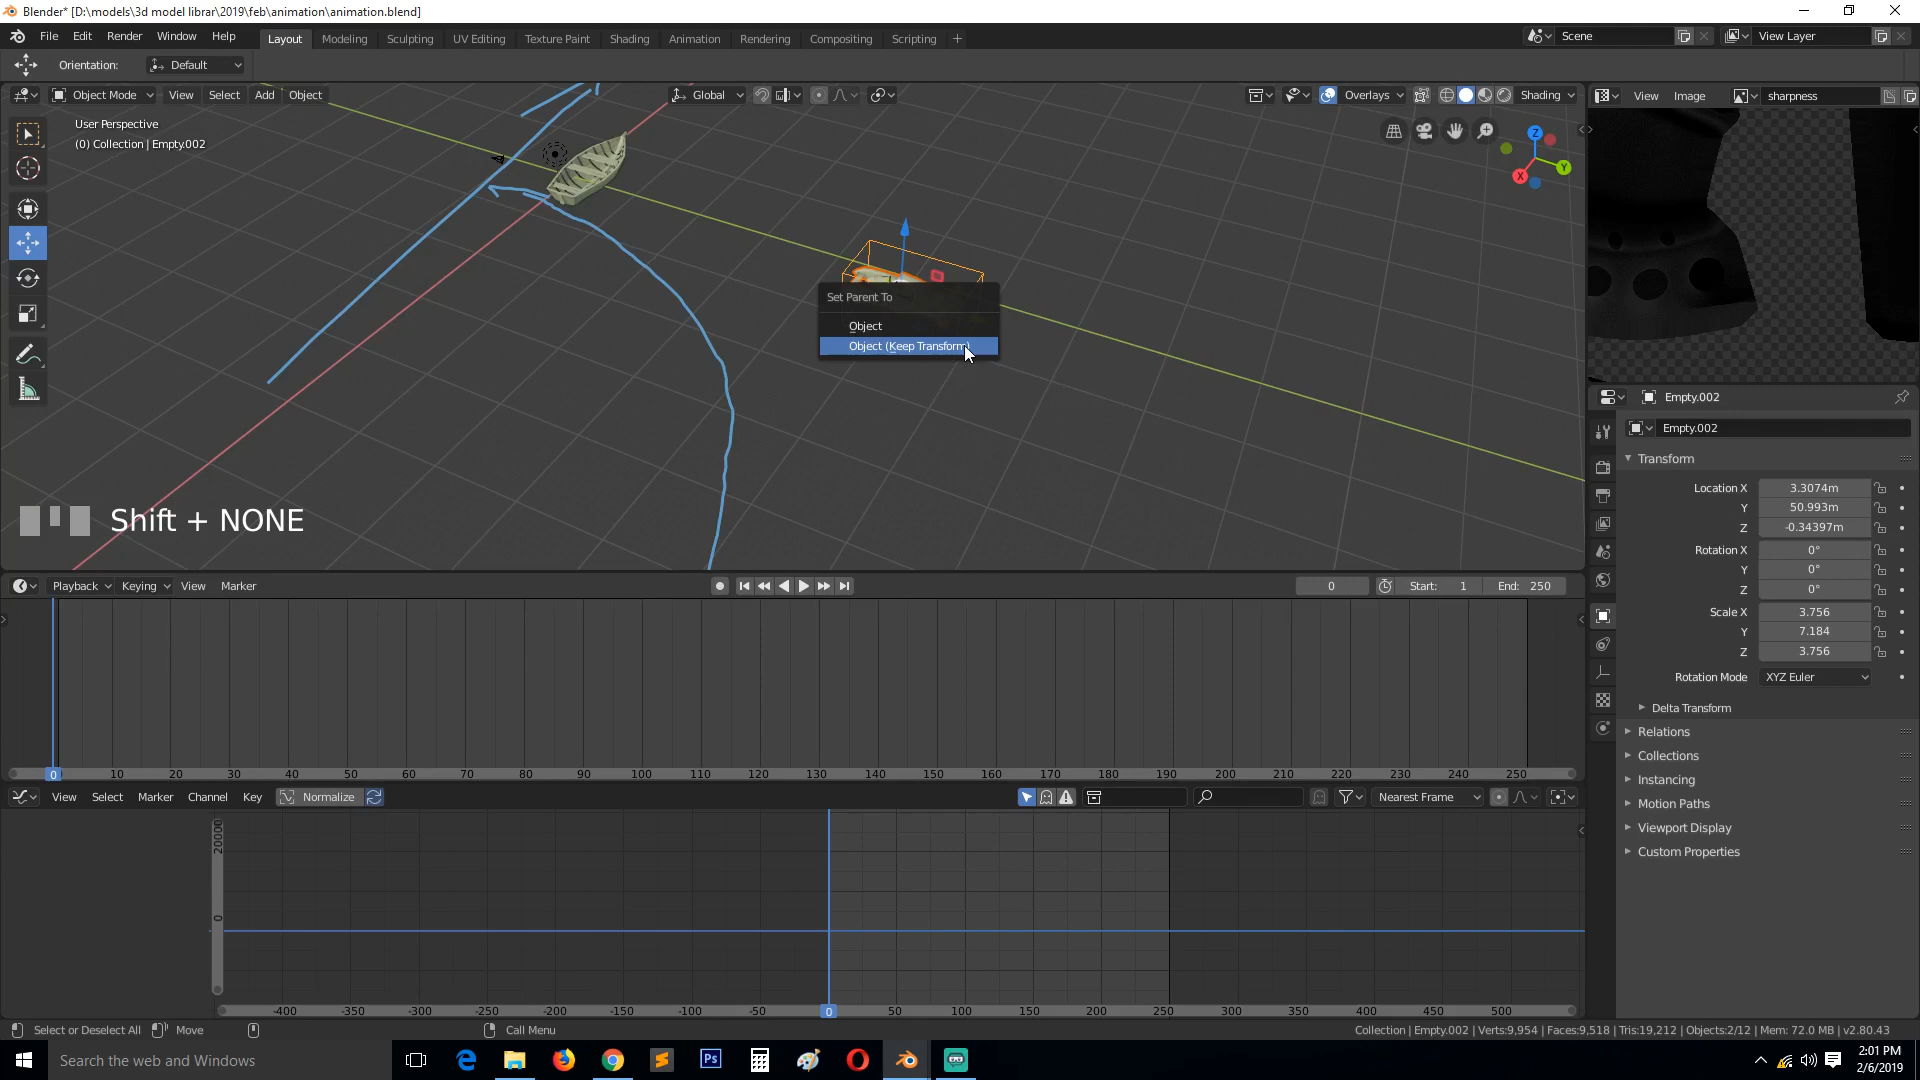 Blender* [D:\models\3d model librar\2019\feb\animation\animation.blend]
File Edit Render Window Help
Layout Modeling Sculpting UV Editing Texture Paint Shading Animation Rendering Compositing Scripting +
Scene
View Layer
Orientation: Default
Object Mode View Select Add Object
Global
Overlays
Shading
View Image
sharpness
User Perspective
(0) Collection | Empty.002
Z
Y
X
Set Parent To
Object
Object (Keep Transform)
Shift + NONE
Empty.002
Empty.002
Transform
Location X 3.3074m
Y 50.993m
Z -0.34397m
Rotation X 0°
Y 0°
Z 0°
Scale X 3.756
Y 7.184
Z 3.756
Rotation Mode XYZ Euler
Delta Transform
Relations
Collections
Instancing
Motion Paths
Viewport Display
Custom Properties
Playback Keying View Marker
0 Start: 1 End: 250
0 10 20 30 40 50 60 70 80 90 100 110 120 130 140 150 160 170 180 190 200 210 220 230 240 250
View Select Marker Channel Key Normalize
Nearest Frame
20000
0
-400 -350 -300 -250 -200 -150 -100 -50 0 50 100 150 200 250 300 350 400 450 500
Select or Deselect All Move Call Menu
Collection | Empty.002 | Verts:9,954 | Faces:9,518 | Tris:19,212 | Objects:2/12 | Mem: 72.0 MB | v2.80.43
Search the web and Windows
Ps
2:01 PM
2/6/2019